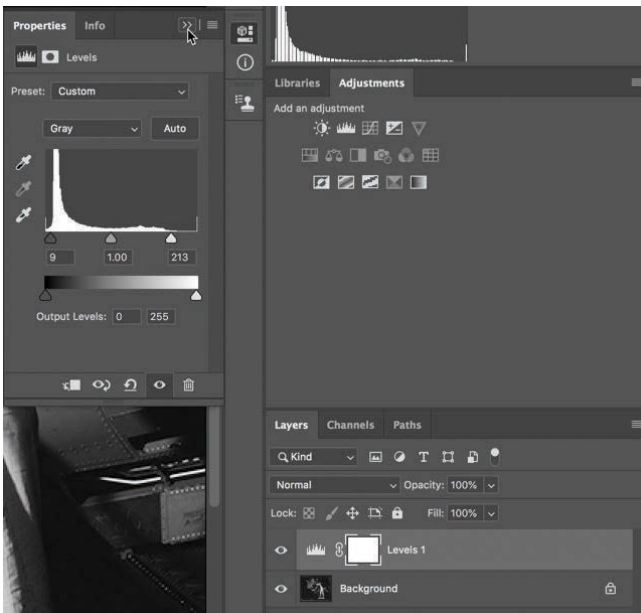 Properties Info
Levels
Preset: Custom
Gray Auto
9 1.00 213
Output Levels: 0 255
Libraries Adjustments
Add an adjustment
Layers Channels Paths
Kind
Normal Opacity: 100%
Lock: Fill: 100%
Levels 1
Background